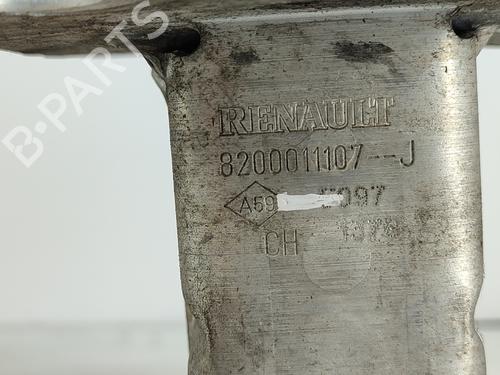 B-PARTS
RENAULT
8200011107--J
A59 097
CH